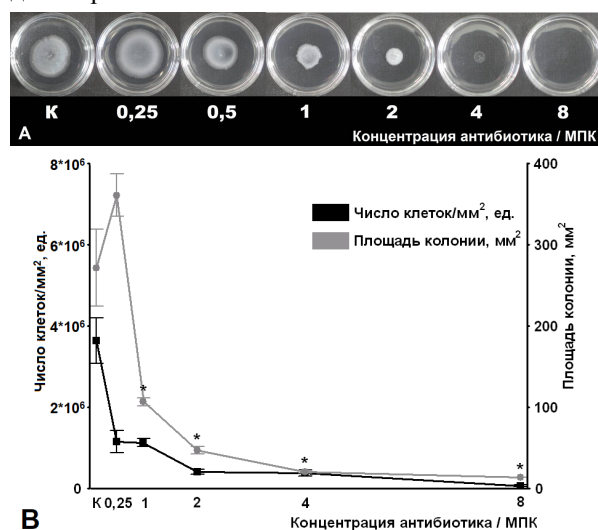 К 0,25 0,5 1 2 4 8
А Концентрация антибиотика / МПК
8*10⁶ 400
Число клеток/мм², ед.
Площадь колонии, мм²
6*10⁶ 300
4*10⁶ 200
2*10⁶ 100
* * * *
0 0
К 0,25 1 2 4 8
В Концентрация антибиотика / МПК
Число клеток/мм², ед.
Площадь колонии, мм²